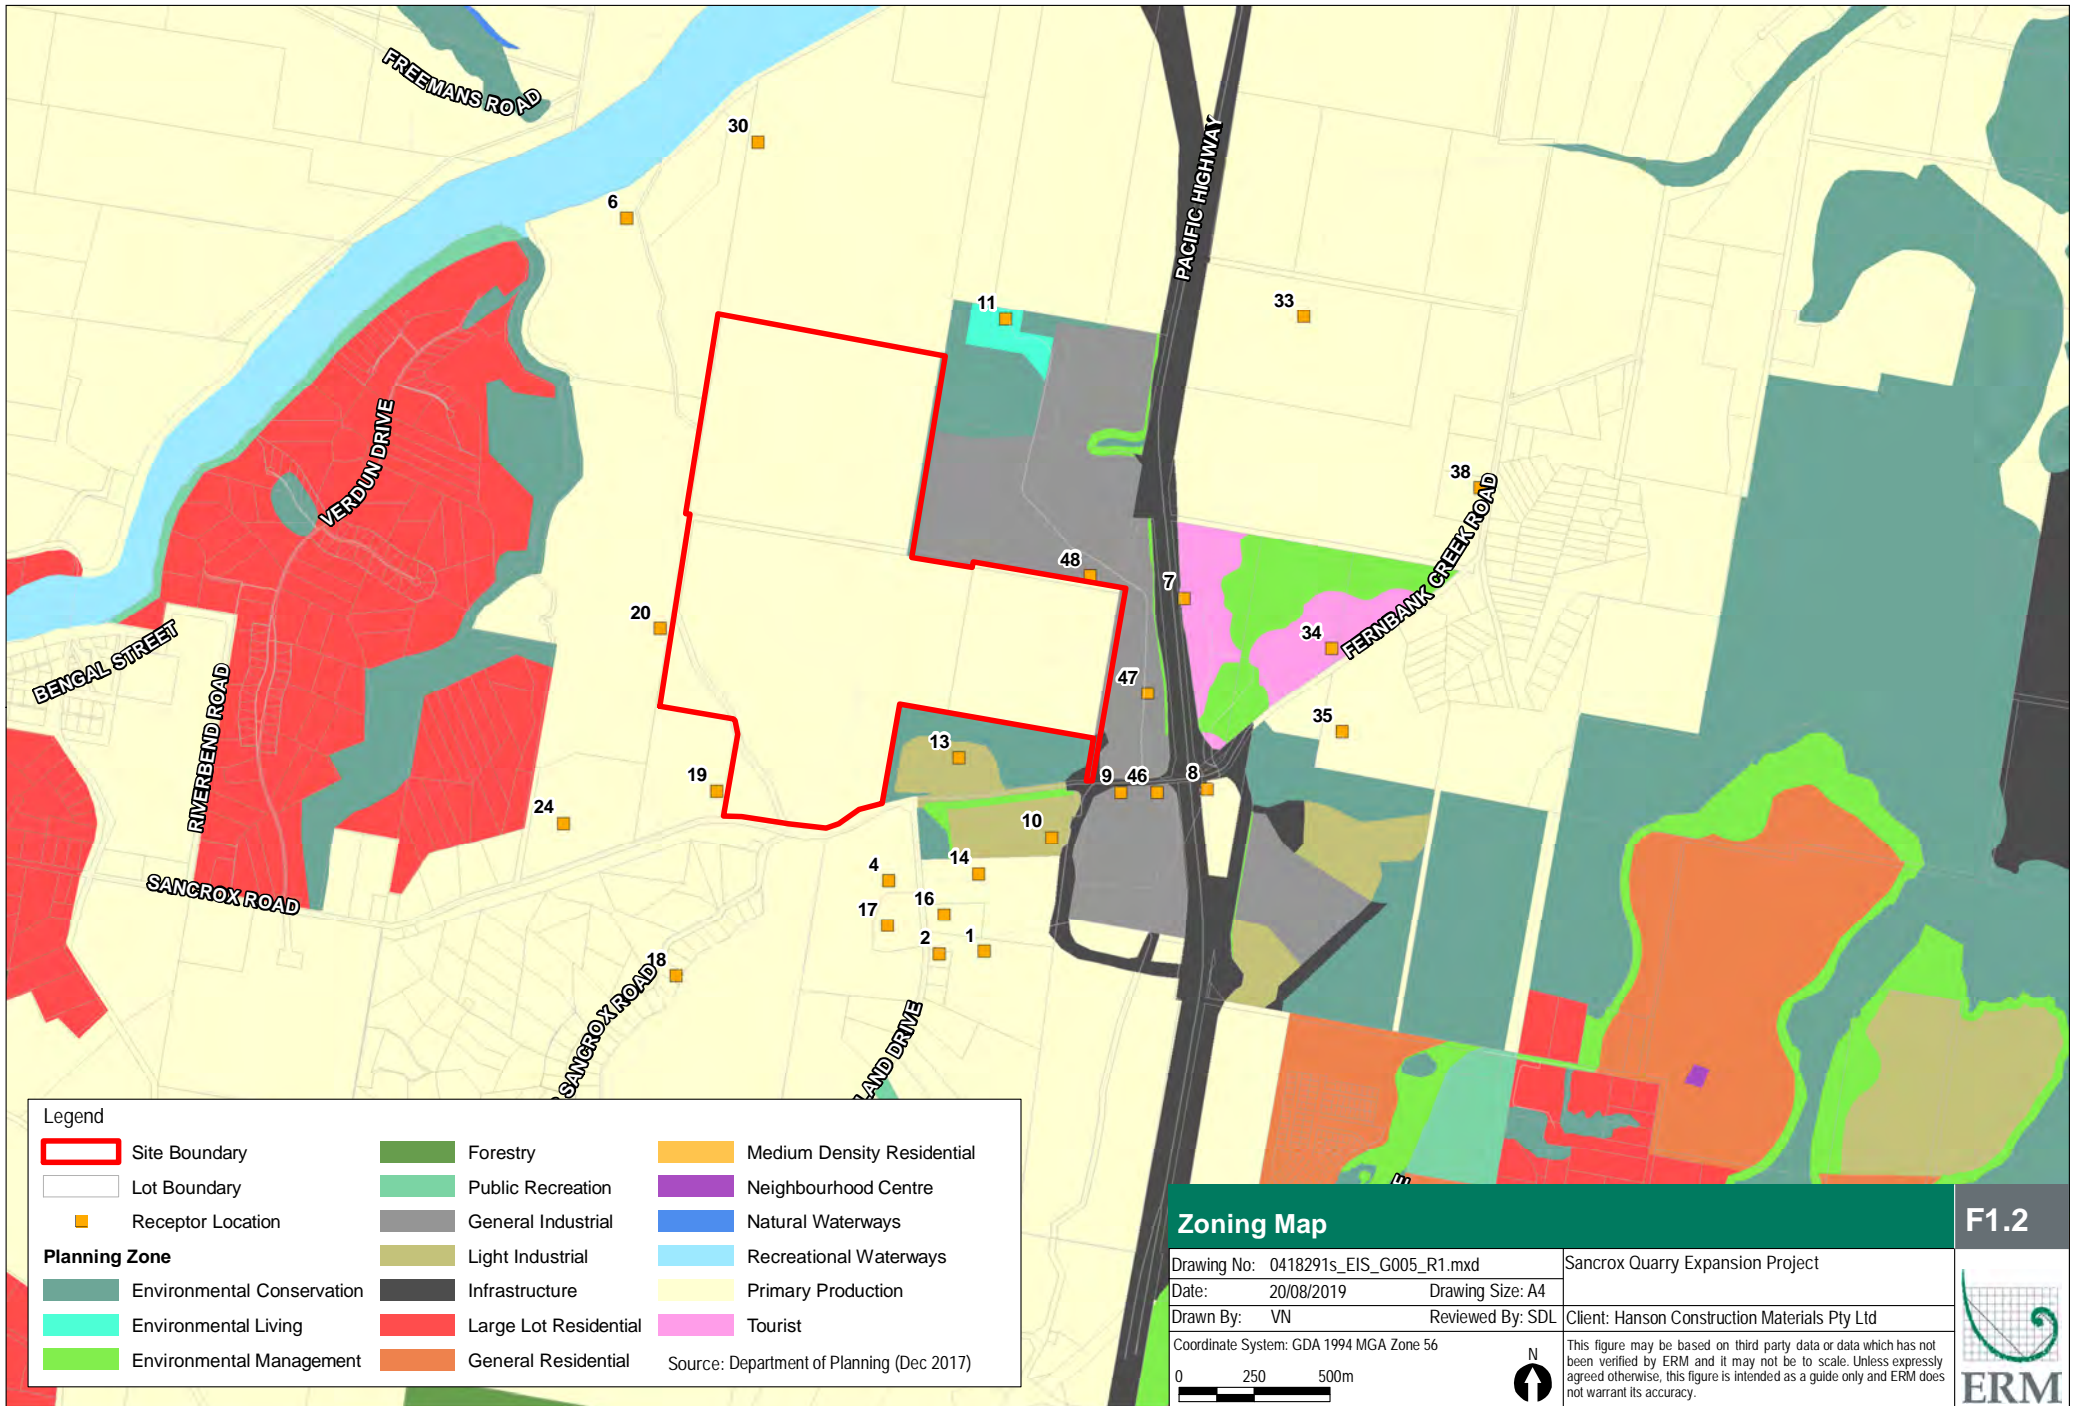 FREEMANS ROAD
30
6
PACIFIC HIGHWAY
11
33
VERDUN DRIVE
38
48
7
20
34
FERNBANK CREEK ROAD
BENGAL STREET
RIVERBEND ROAD
47
35
13
19
9
46
8
24
10
4
14
SANCROX ROAD
16
17
2
1
18
SANCROX ROAD
LAND DRIVE
E
Legend
Site Boundary
Lot Boundary
Receptor Location
Planning Zone
Environmental Conservation
Environmental Living
Environmental Management
Forestry
Public Recreation
General Industrial
Light Industrial
Infrastructure
Large Lot Residential
General Residential
Medium Density Residential
Neighbourhood Centre
Natural Waterways
Recreational Waterways
Primary Production
Tourist
Source: Department of Planning (Dec 2017)
Zoning Map
F1.2
Drawing No: 0418291s_EIS_G005_R1.mxd
Sancrox Quarry Expansion Project
Date: 20/08/2019 Drawing Size: A4
Drawn By: VN Reviewed By: SDL
Client: Hanson Construction Materials Pty Ltd
Coordinate System: GDA 1994 MGA Zone 56
0 250 500m
N
This figure may be based on third party data or data which has not
been verified by ERM and it may not be to scale. Unless expressly
agreed otherwise, this figure is intended as a guide only and ERM does
not warrant its accuracy.
ERM